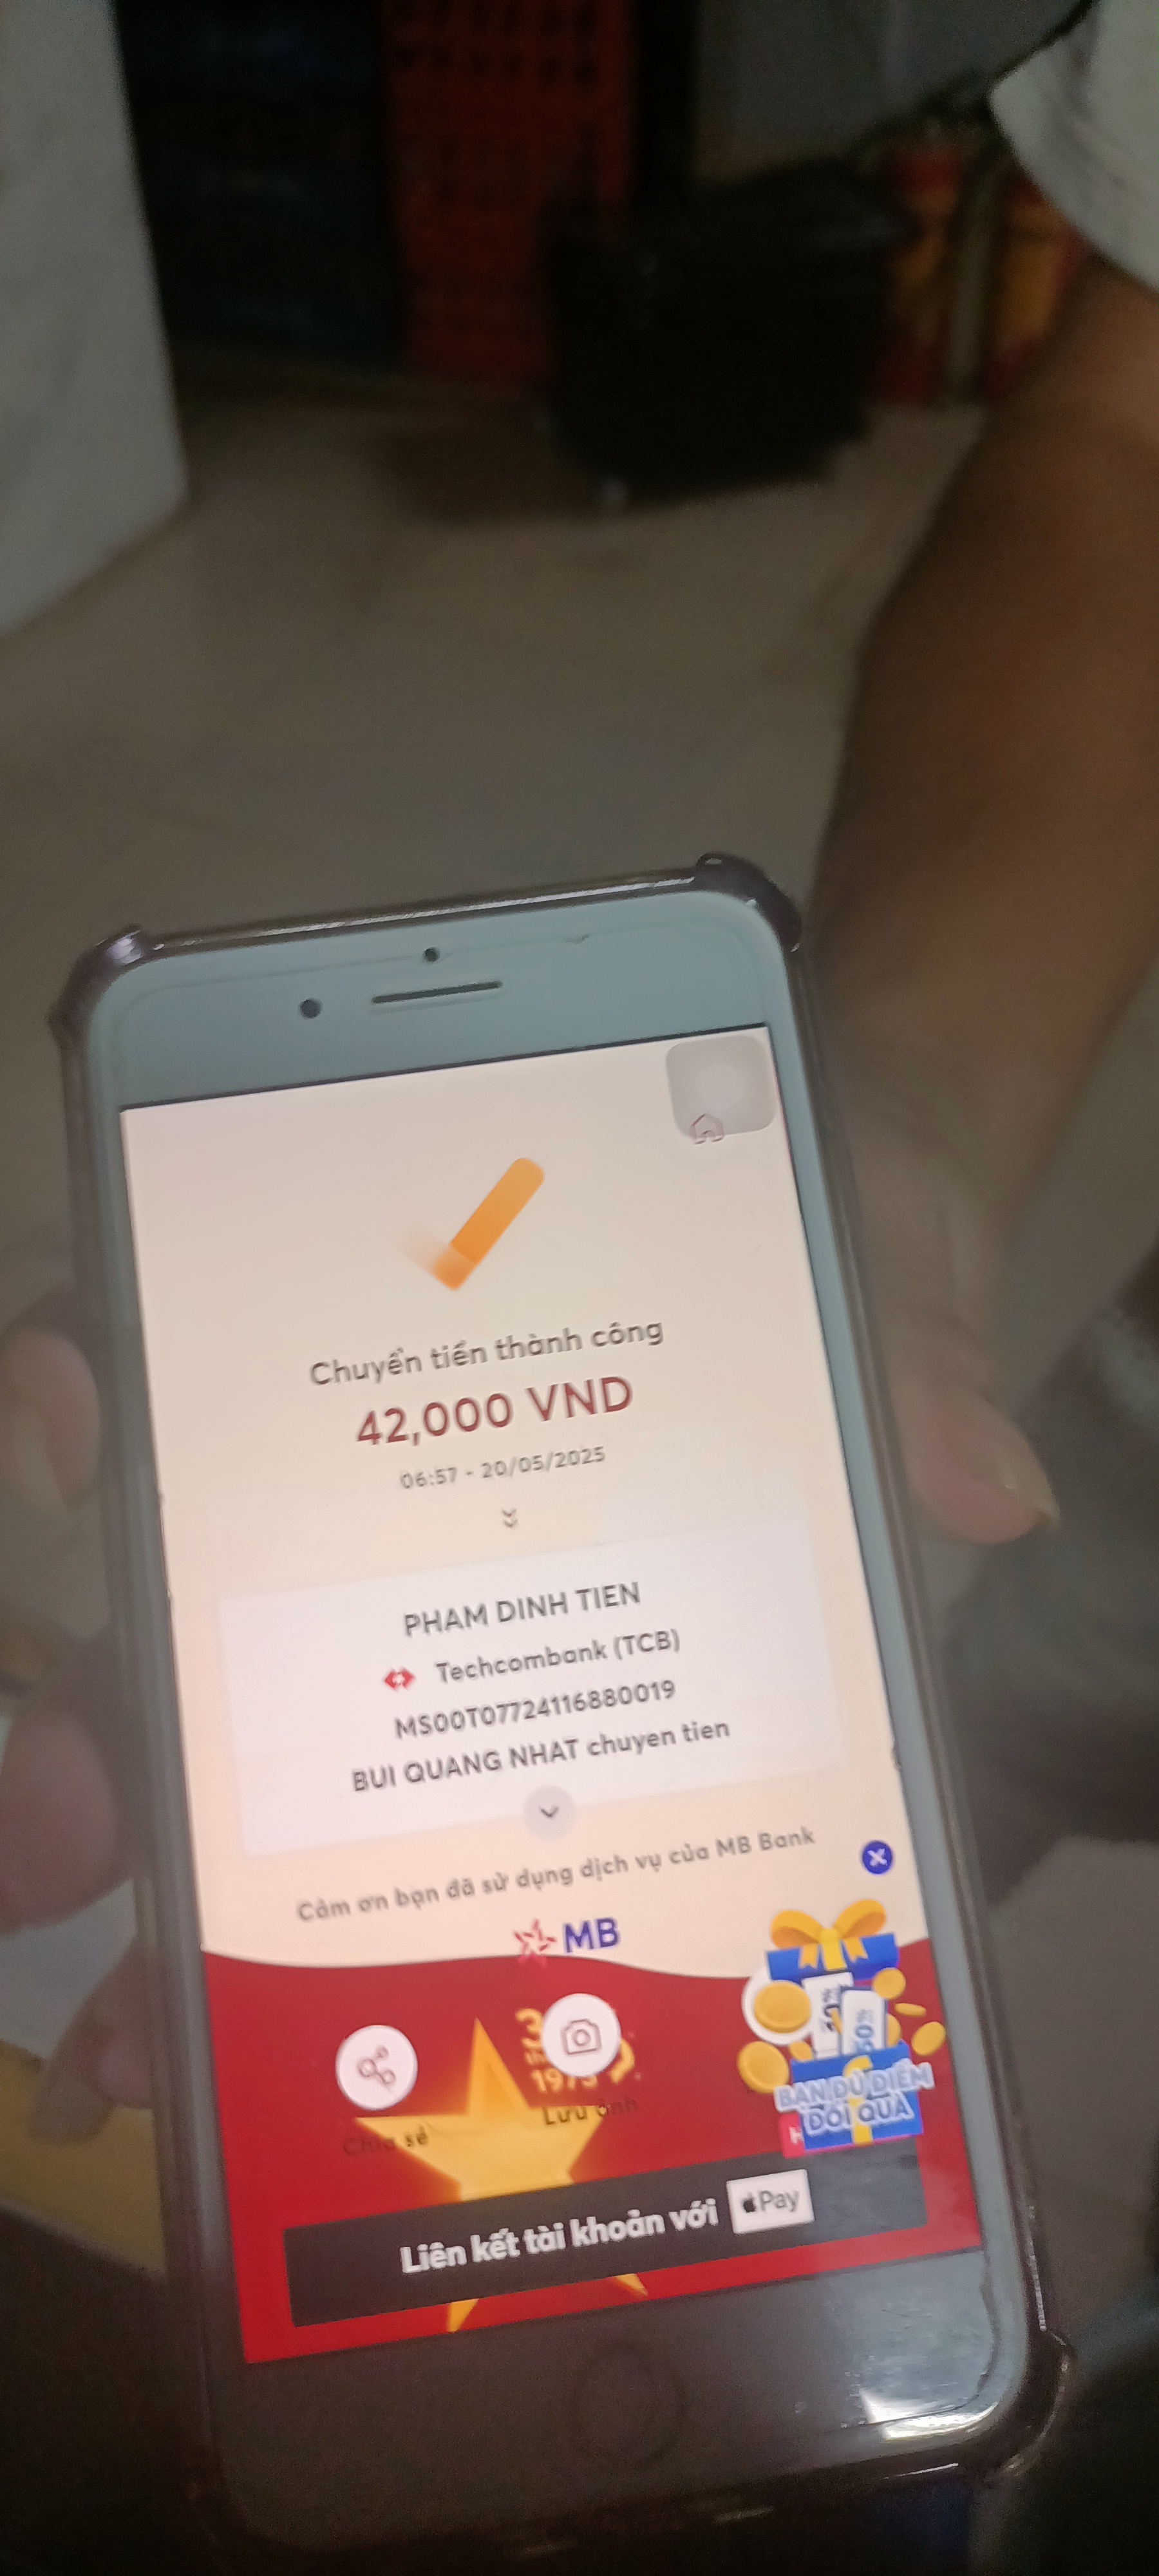 Chuyển tiền thành công
42,000 VND
06:57 - 20/05/2025
PHAM DINH TIEN
Techcombank (TCB)
MS00T07724116880019
BUI QUANG NHAT chuyen tien
Cảm ơn bạn đã sử dụng dịch vụ của MB Bank
MB
1975
Chia sẻ
Lưu ảnh
50%
BẠN ĐỦ ĐIỂM
ĐỔI QUÀ
Liên kết tài khoản với Pay